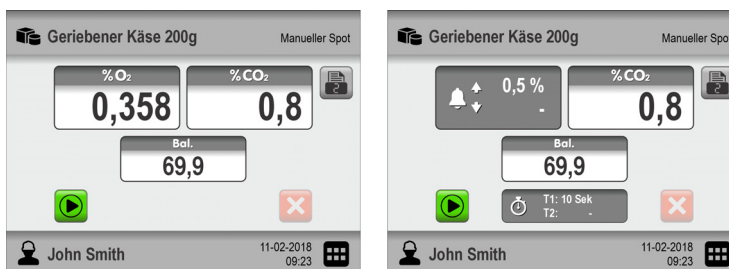 Geriebener Käse 200g Manueller Spot
%O₂ %CO₂
0,358 0,8
Bal.
69,9
John Smith 11-02-2018
09:23
Geriebener Käse 200g Manueller Spo
0,5 % %CO₂
- 0,8
Bal.
69,9
T1: 10 Sek
T2: -
John Smith 11-02-2018
09:23